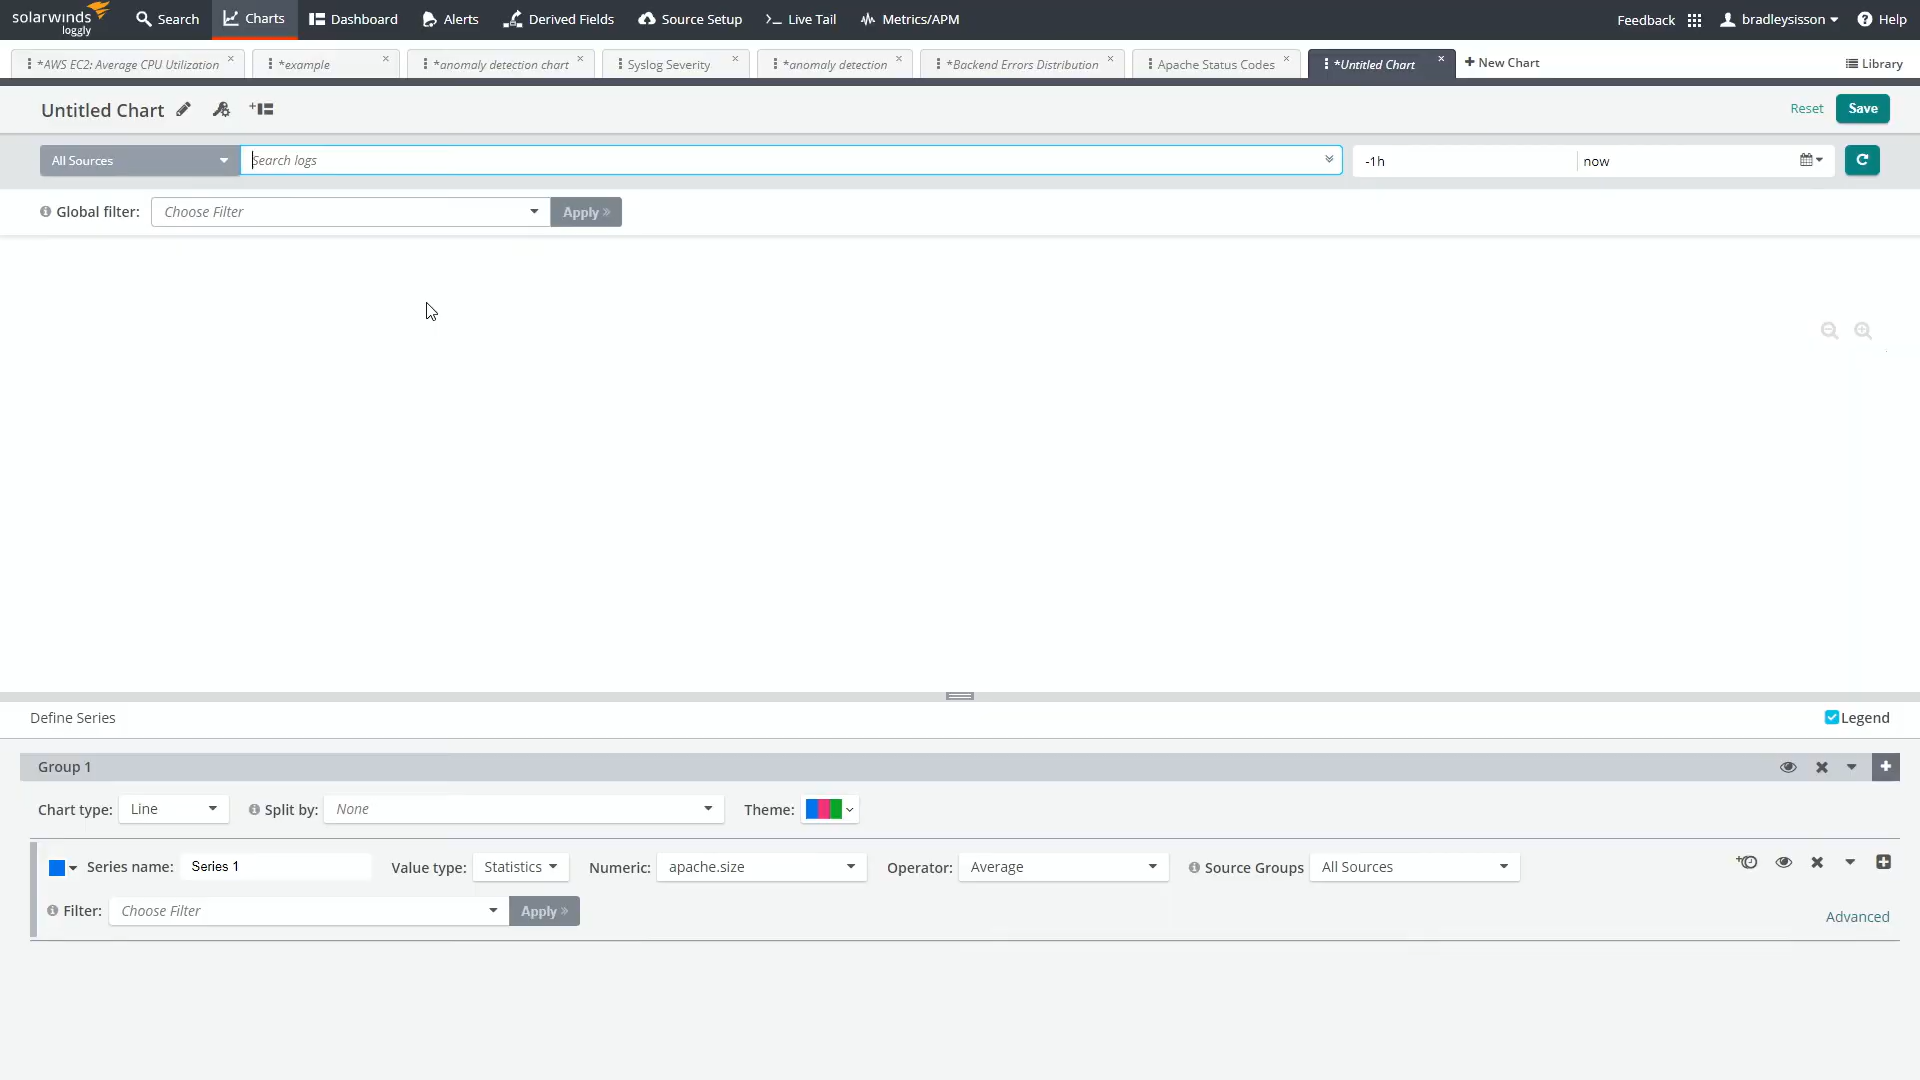 solarwinds loggly Search Charts Dashboard Alerts Derived Fields Source Setup Live Tail Metrics/APM Feedback bradleysisson Help
*AWS EC2: Average CPU Utilization *example *anomaly detection chart Syslog Severity *anomaly detection *Backend Errors Distribution Apache Status Codes *Untitled Chart + New Chart Library
Untitled Chart Reset Save
All Sources Search logs -1h now
Global filter: Choose Filter Apply »
Define Series Legend
Group 1
Chart type: Line Split by: None Theme:
Series name: Series 1 Value type: Statistics Numeric: apache.size Operator: Average Source Groups All Sources
Filter: Choose Filter Apply » Advanced